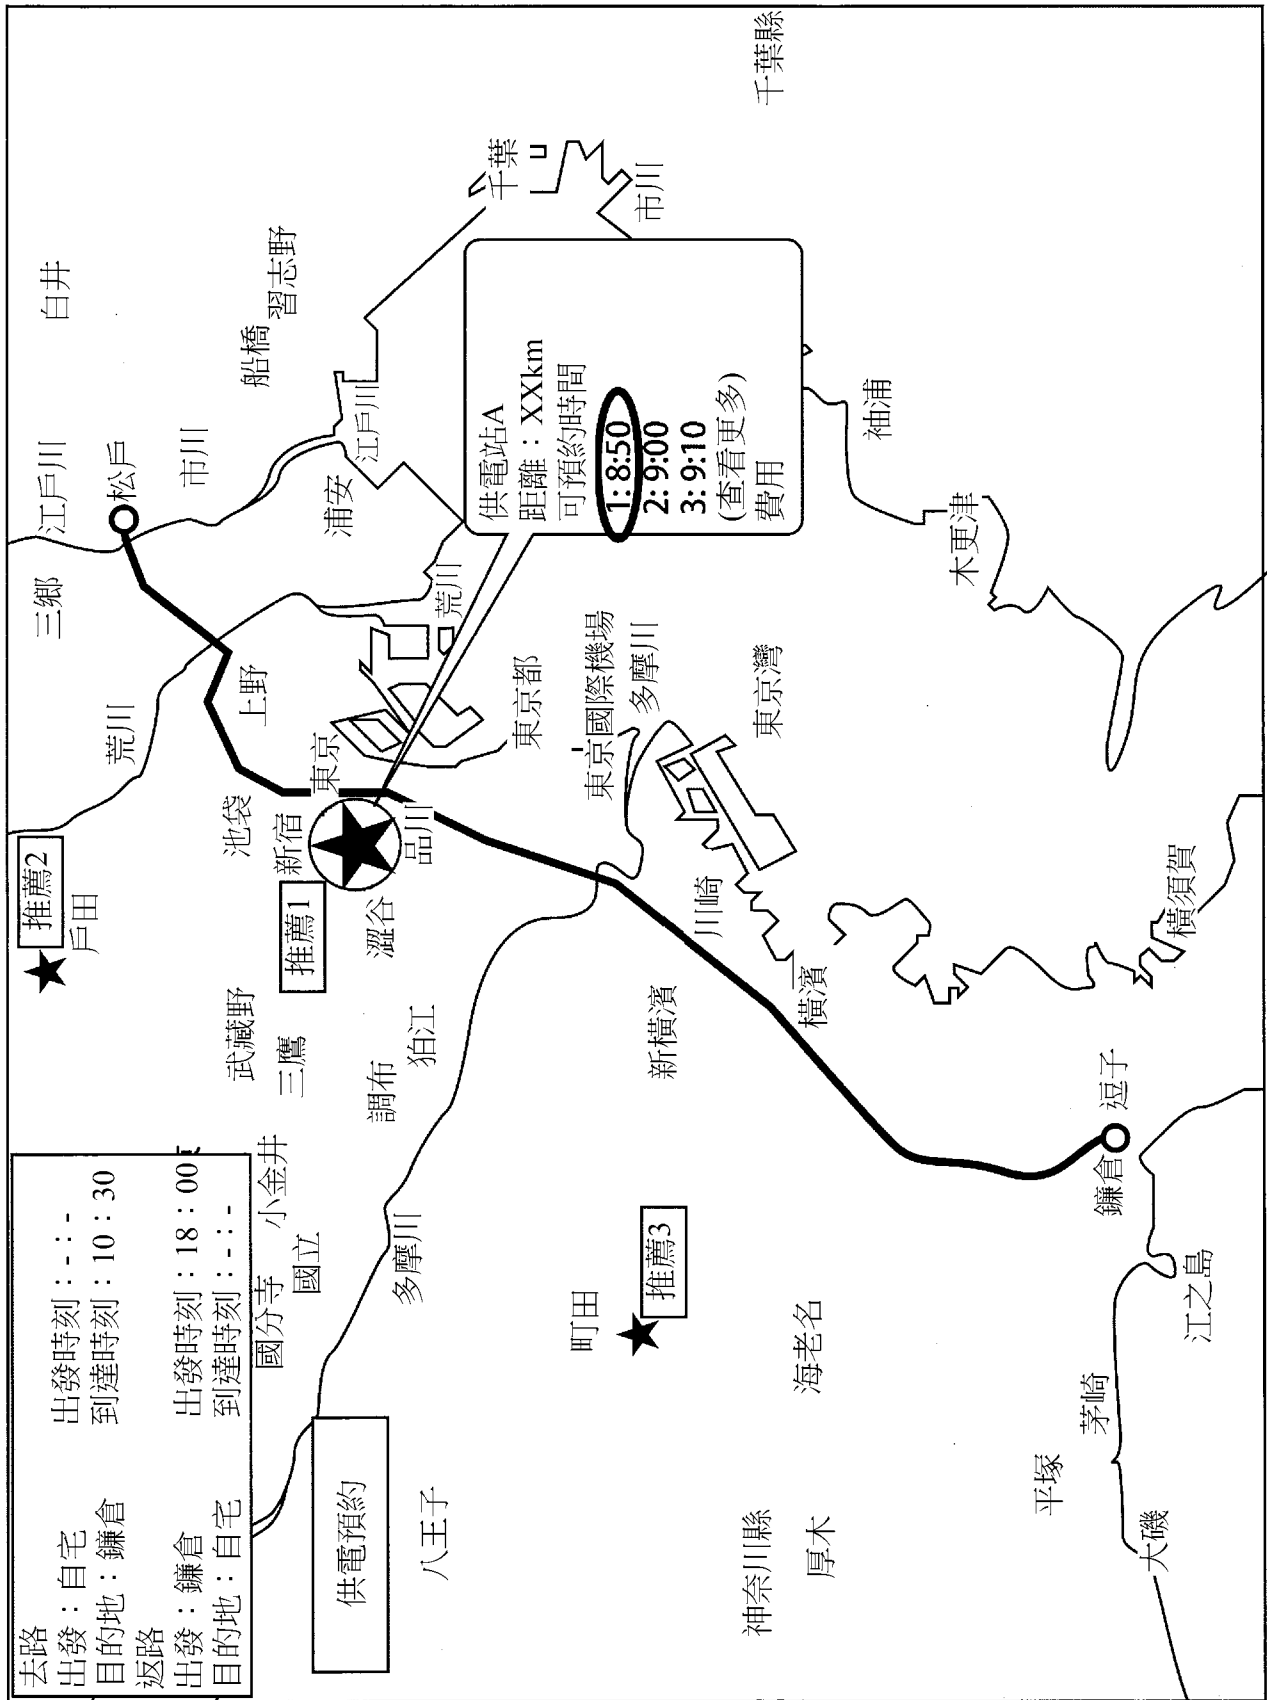 去路
出發：自宅　出發時刻：-：-
目的地：鎌倉　到達時刻：10：30
返路
出發：鎌倉　出發時刻：18：00
目的地：自宅　到達時刻：-：-
供電預約
推薦2
戶田
三鄉
江戶川
松戶
白井
荒川
市川
武藏野
池袋
上野
船橋
習志野
國分寺
小金井
國立
三鷹
推薦1
新宿
東京
浦安
江戶川
調布
澀谷
狛江
品川
荒川
多摩川
八王子
千葉
供電站A
距離：XXkm
可預約時間
1: 8:50
2: 9:00
3: 9:10
(查看更多)
費用
東京都
町田
推薦3
東京國際機場
多摩川
市川
新橫濱
川崎
東京灣
千葉縣
神奈川縣
厚木
海老名
橫濱
袖浦
木更津
平塚
茅崎
鎌倉
逗子
橫須賀
大磯
江之島